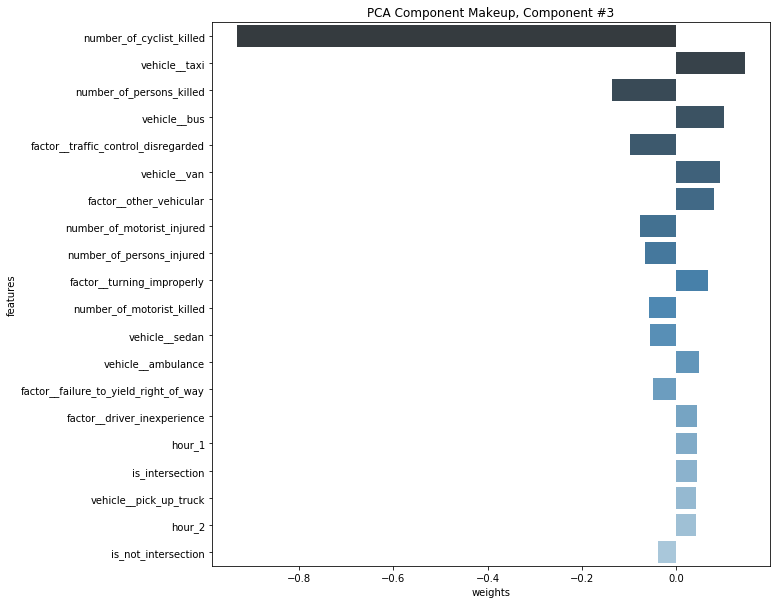 PCA Component Makeup, Component #3
number_of_cyclist_killed
vehicle__taxi
number_of_persons_killed
vehicle__bus
factor__traffic_control_disregarded
vehicle__van
factor__other_vehicular
number_of_motorist_injured
number_of_persons_injured
factor__turning_improperly
number_of_motorist_killed
vehicle__sedan
vehicle__ambulance
factor__failure_to_yield_right_of_way
factor__driver_inexperience
hour_1
is_intersection
vehicle__pick_up_truck
hour_2
is_not_intersection
features
−0.8 −0.6 −0.4 −0.2 0.0
weights